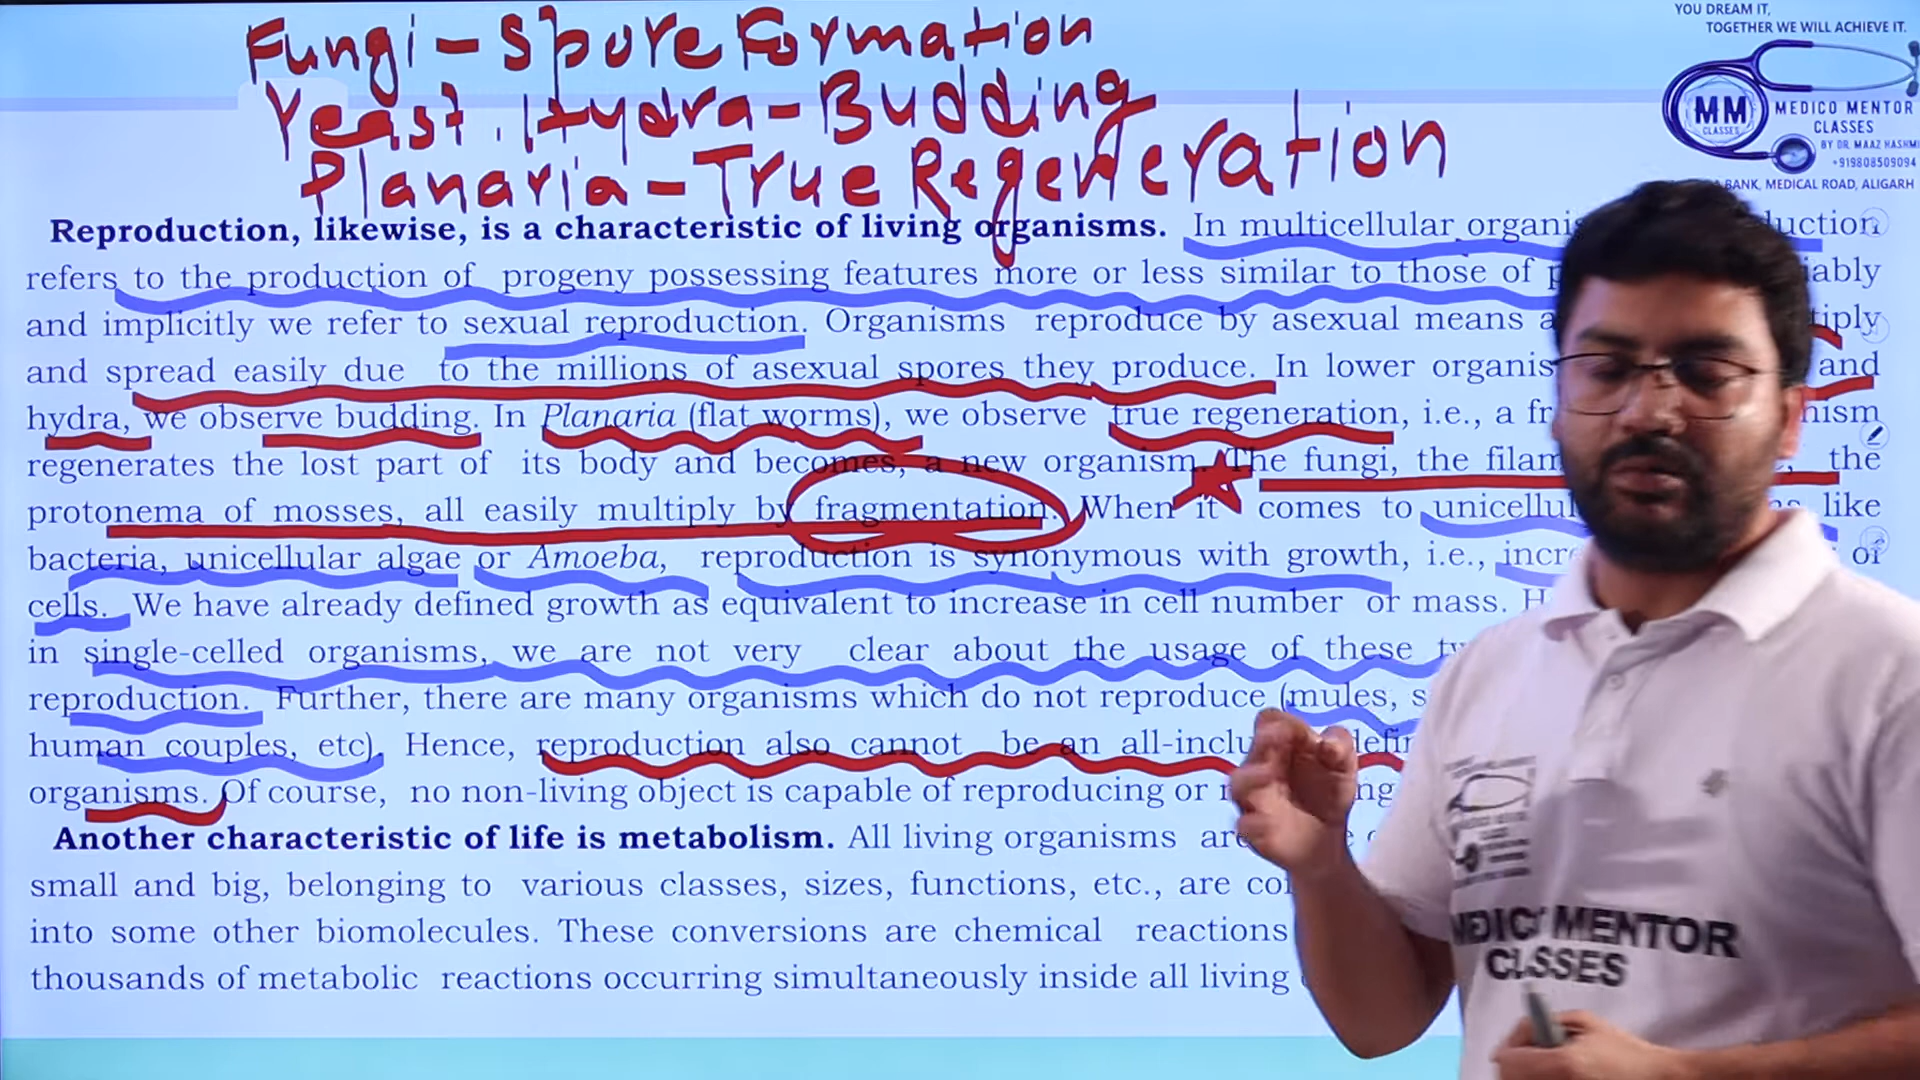 Fungi - Spore Formation
Yeast, Hydra - Budding
Planaria - True Regeneration
YOU DREAM IT,
TOGETHER WE WILL ACHIEVE IT.
MM
CLASSES
MEDICO MENTOR
CLASSES
BY DR. MAAZ HASHMI
+919808509094
BANK, MEDICAL ROAD, ALIGARH
Reproduction, likewise, is a characteristic of living organisms. In multicellular
refers to the production of progeny possessing features more or less similar to those of
and implicitly we refer to sexual reproduction. Organisms reproduce by asexual means
and spread easily due to the millions of asexual spores they produce. In lower and
hydra, we observe budding. In Planaria (flat worms), we observe true regeneration, i.e., a
regenerates the lost part of its body and becomes, a new organism. The fungi, the the
protonema of mosses, all easily multiply by fragmentation. When it comes to like
bacteria, unicellular algae or Amoeba, reproduction is synonymous with growth, i.e., of
cells. We have already defined growth as equivalent to increase in cell number or mass.
in single-celled organisms, we are not very clear about the usage of these
reproduction. Further, there are many organisms which do not reproduce (mules,
human couples, etc). Hence, reproduction also cannot be an
organisms. Of course, no non-living object is capable of reproducing or
Another characteristic of life is metabolism. All living organisms
small and big, belonging to various classes, sizes, functions, etc., are
into some other biomolecules. These conversions are chemical reactions
thousands of metabolic reactions occurring simultaneously inside all living
MENTOR
CLASSES